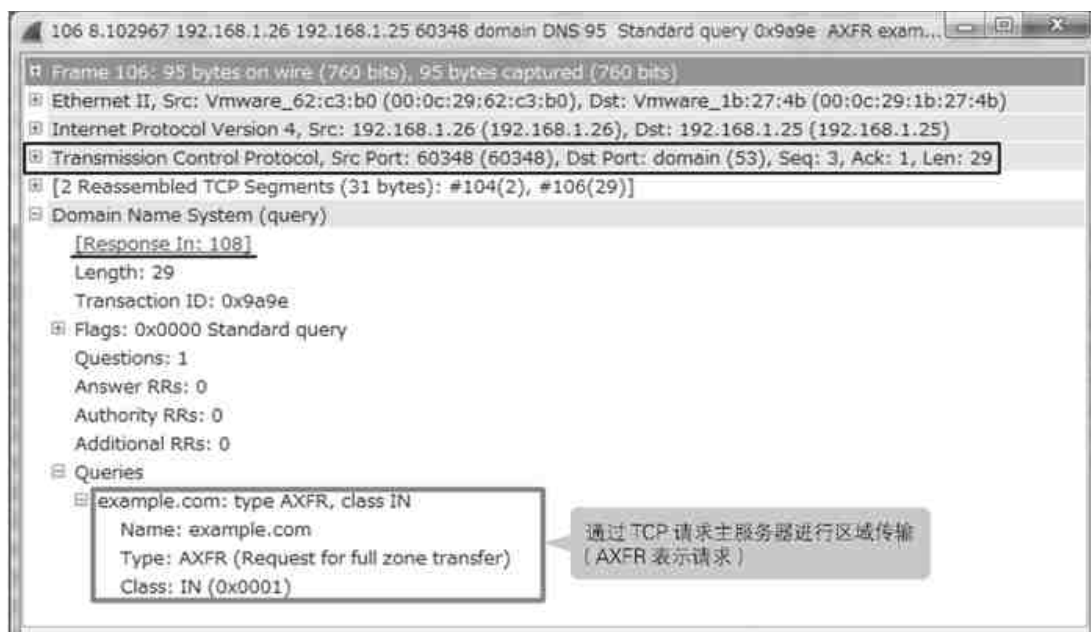 106 8.102967 192.168.1.26 192.168.1.25 60348 domain DNS 95 Standard query 0x9a9e AXFR exam...
Frame 106: 95 bytes on wire (760 bits), 95 bytes captured (760 bits)
Ethernet II, Src: Vmware_62:c3:b0 (00:0c:29:62:c3:b0), Dst: Vmware_1b:27:4b (00:0c:29:1b:27:4b)
Internet Protocol Version 4, Src: 192.168.1.26 (192.168.1.26), Dst: 192.168.1.25 (192.168.1.25)
Transmission Control Protocol, Src Port: 60348 (60348), Dst Port: domain (53), Seq: 3, Ack: 1, Len: 29
[2 Reassembled TCP Segments (31 bytes): #104(2), #106(29)]
Domain Name System (query)
[Response In: 108]
Length: 29
Transaction ID: 0x9a9e
Flags: 0x0000 Standard query
Questions: 1
Answer RRs: 0
Authority RRs: 0
Additional RRs: 0
Queries
example.com: type AXFR, class IN
Name: example.com
Type: AXFR (Request for full zone transfer)
Class: IN (0x0001)
通过 TCP 请求主服务器进行区域传输
（AXFR 表示请求）